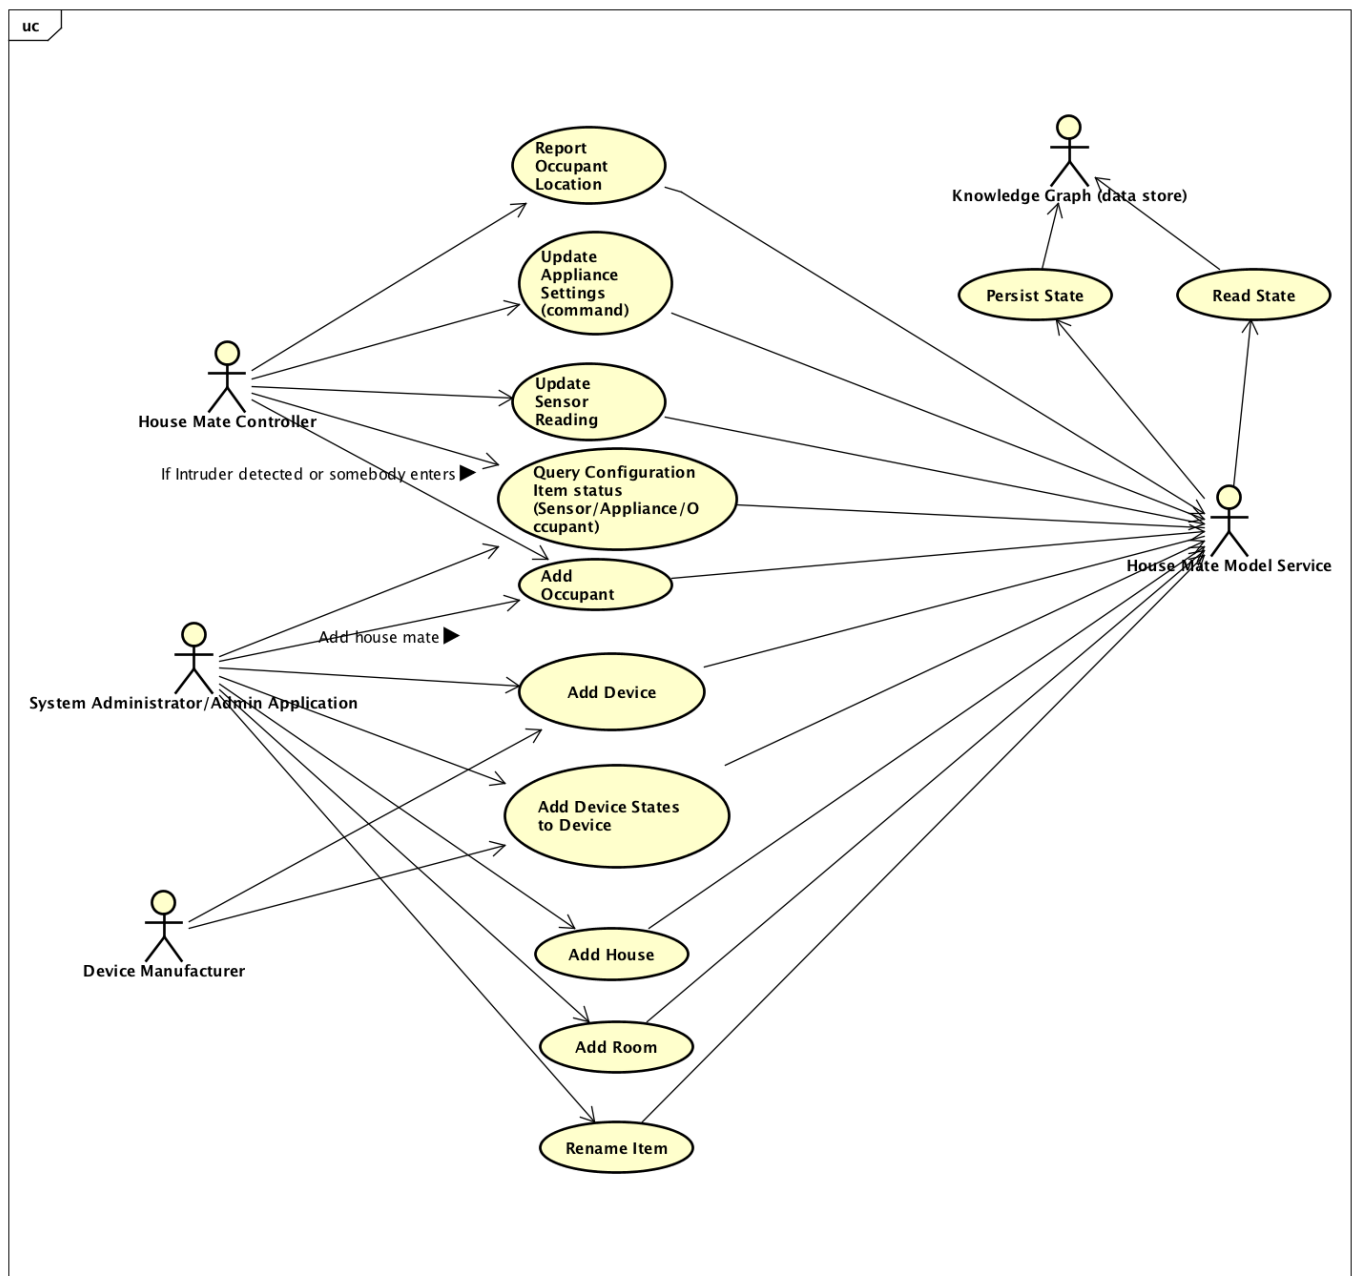 uc
Report
Occupant
Location
Knowledge Graph (data store)
Update
Appliance
Settings
(command)
Persist State
Read State
House Mate Controller
Update
Sensor
Reading
If Intruder detected or somebody enters
Query Configuration
Item status
(Sensor/Appliance/O
ccupant)
House Mate Model Service
Add
Occupant
Add house mate
System Administrator/Admin Application
Add Device
Add Device States
to Device
Device Manufacturer
Add House
Add Room
Rename Item